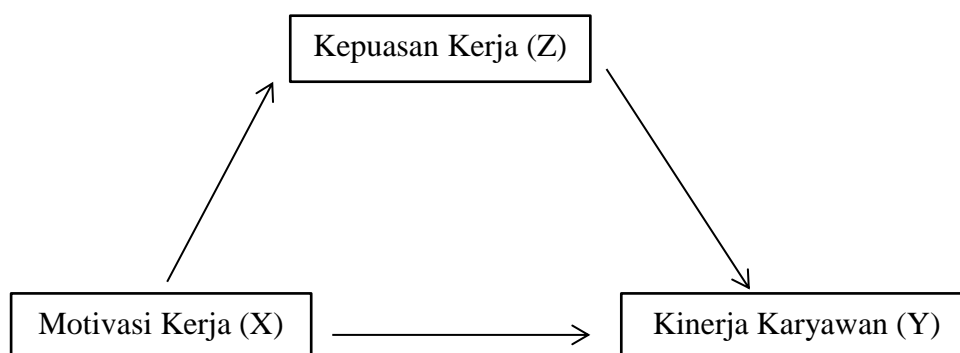 Kepuasan Kerja (Z)
Motivasi Kerja (X)
Kinerja Karyawan (Y)